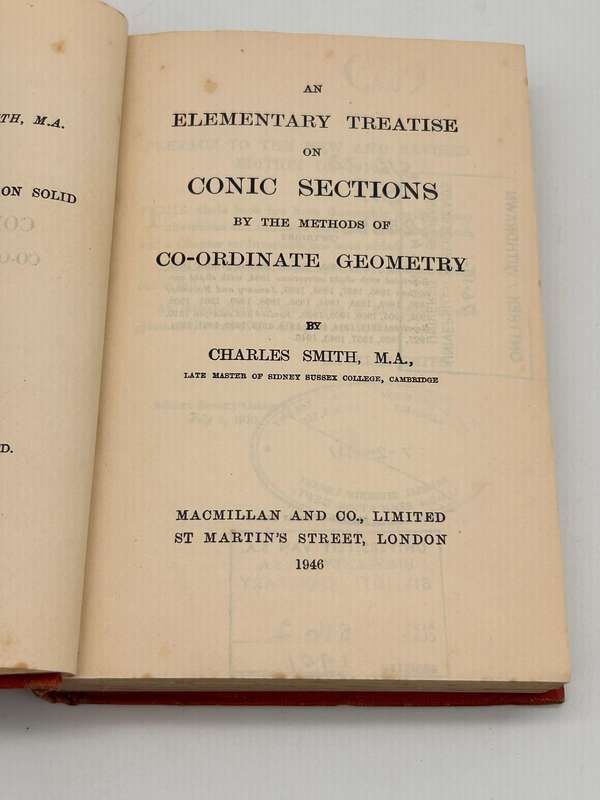 TH, M.A.
ON SOLID
D.
AN
ELEMENTARY TREATISE
ON
CONIC SECTIONS
BY THE METHODS OF
CO-ORDINATE GEOMETRY
BY
CHARLES SMITH, M.A.,
LATE MASTER OF SIDNEY SUSSEX COLLEGE, CAMBRIDGE
MACMILLAN AND CO., LIMITED
ST MARTIN'S STREET, LONDON
1946